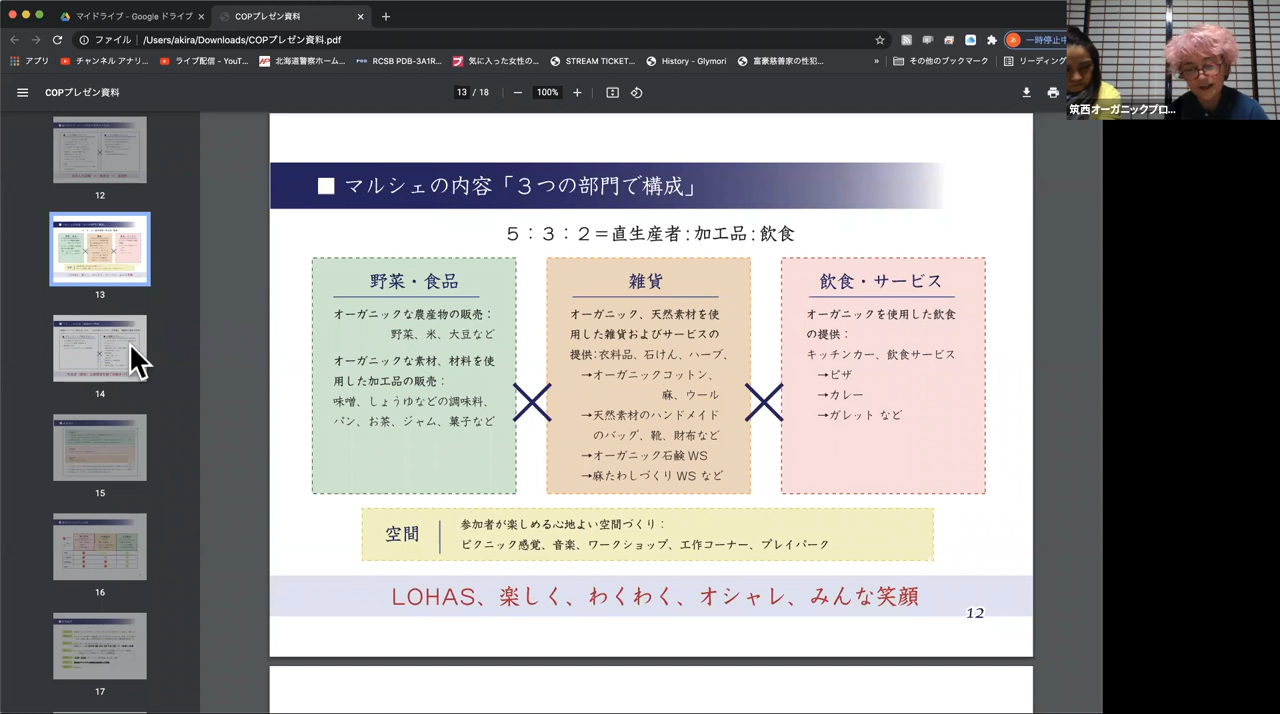 マイドライブ - Google ドライブ
COPプレゼン資料
ファイル
/Users/akira/Downloads/COPプレゼン資料.pdf
一時停止中
アプリ
チャンネル アナリ...
ライブ配信 - YouT...
北海道警察ホーム...
RCSB PDB-3A1R...
気に入った女性の...
STREAM TICKET...
History - Glymori
富豪慈善家の性犯...
»
その他のブックマーク
リーディング
COPプレゼン資料
13 / 18
100%
筑西オーガニックプロ...
12
13
14
15
16
17
■ マルシェの内容「３つの部門で構成」
５：３：２＝直生産者：加工品：飲食
野菜・食品
オーガニックな農産物の販売：
野菜、米、大豆など
オーガニックな素材、材料を使
用した加工品の販売：
味噌、しょうゆなどの調味料、
パン、お茶、ジャム、菓子など
×
雑貨
オーガニック、天然素材を使
用した雑貨およびサービスの
提供：衣料品、石けん、ハーブ、
→オーガニックコットン、
麻、ウール
→天然素材のハンドメイド
のバッグ、靴、財布など
→オーガニック石鹸 WS
→麻たわしづくり WS など
×
飲食・サービス
オーガニックを使用した飲食
の提供：
キッチンカー、飲食サービス
→ピザ
→カレー
→ガレット など
空間
参加者が楽しめる心地よい空間づくり：
ピクニック感覚、音楽、ワークショップ、工作コーナー、プレイパーク
LOHAS、楽しく、わくわく、オシャレ、みんな笑顔
12